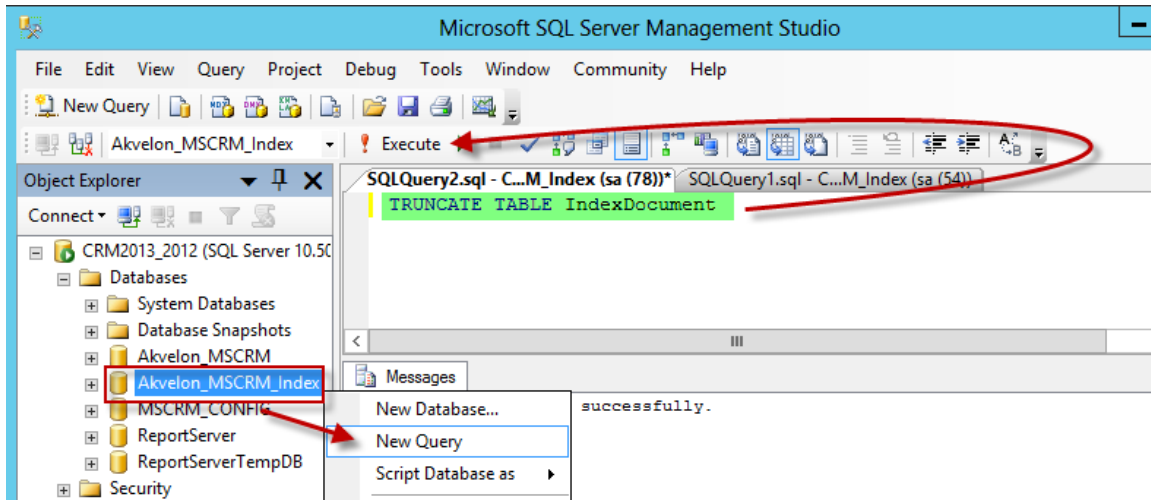 Microsoft SQL Server Management Studio
File Edit View Query Project Debug Tools Window Community Help
New Query
Akvelon_MSCRM_Index Execute
Object Explorer
SQLQuery2.sql - C...M_Index (sa (78))* SQLQuery1.sql - C...M_Index (sa (54))
Connect
TRUNCATE TABLE IndexDocument
CRM2013_2012 (SQL Server 10.50
Databases
System Databases
Database Snapshots
Akvelon_MSCRM
Akvelon_MSCRM_Index
MSCRM_CONFIG
ReportServer
ReportServerTempDB
Security
Messages
successfully.
New Database...
New Query
Script Database as